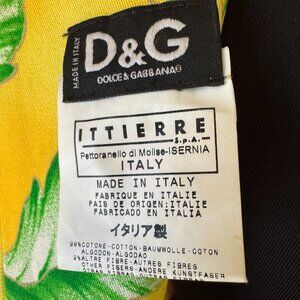 MADE IN ITALY
D&G
DOLCE & GABBANA®
ITTIERRE
S.p.A.
Pettoranello di Molise-ISERNIA
ITALY
MADE IN ITALY
FABRIQUE EN ITALIE
PAIS DE ORIGEN:ITALIE
FABRICADO EN ITALIA
イタリア製
98%COTONE-COTTON-BAUMWOLLE-COTON
ALGODON-ALGODAO
2%ALTRE FIBRE-AUTRES FIBRES
OTHER FIBRES-ANDERE KUNSTFASER